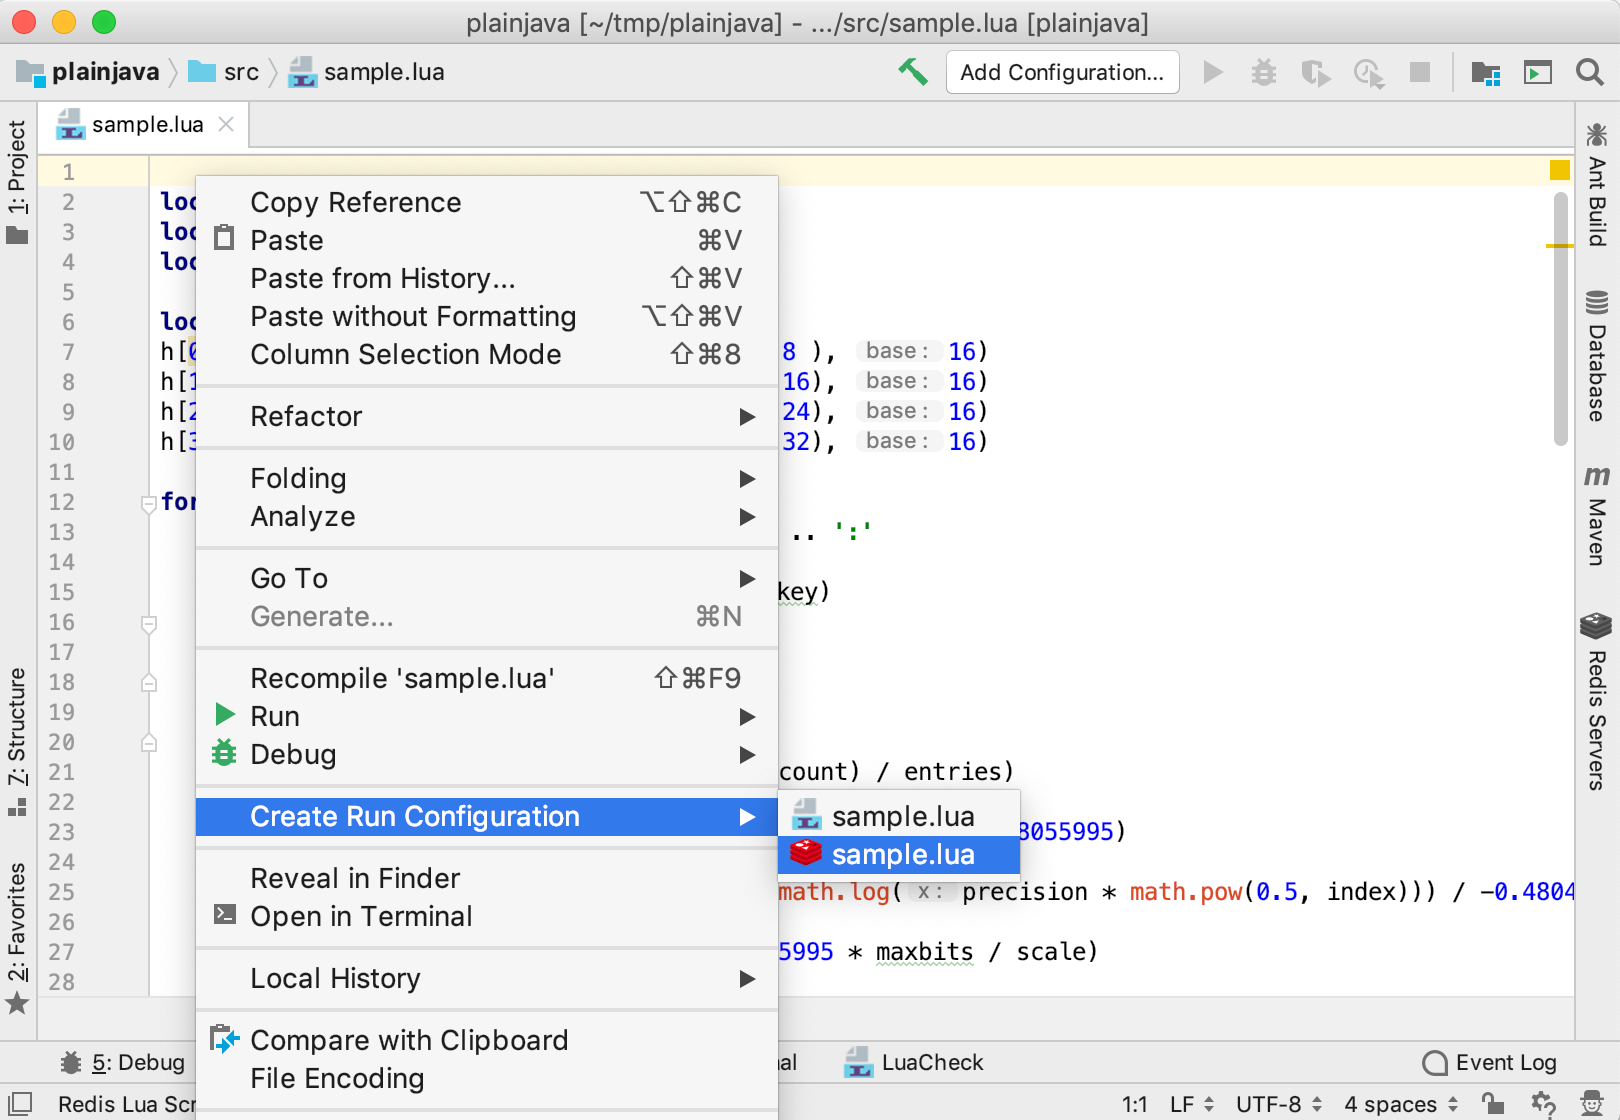 plainjava [~/tmp/plainjava] - .../src/sample.lua [plainjava]
plainjava src sample.lua Add Configuration...
sample.lua
1: Project
7: Structure
2: Favorites
1
2 loc
3 loc
4 loc
5
6 loc
7 h[0 8 ), base: 16)
8 h[1 16), base: 16)
9 h[2 24), base: 16)
10 h[3 32), base: 16)
11
12 for
13 .. ':'
14
15 key)
16
17
18
19
20
21 count) / entries)
22
23 8055995)
24
25 math.log( x: precision * math.pow(0.5, index))) / -0.4804
26
27 5995 * maxbits / scale)
28
Copy Reference ⌥⇧⌘C
Paste ⌘V
Paste from History... ⇧⌘V
Paste without Formatting ⌥⇧⌘V
Column Selection Mode ⇧⌘8
Refactor
Folding
Analyze
Go To
Generate... ⌘N
Recompile 'sample.lua' ⇧⌘F9
Run
Debug
Create Run Configuration
sample.lua
sample.lua
Reveal in Finder
Open in Terminal
Local History
Compare with Clipboard
File Encoding
Ant Build
Database
m Maven
Redis Servers
5: Debug nal LuaCheck Event Log
Redis Lua Scr 1:1 LF UTF-8 4 spaces